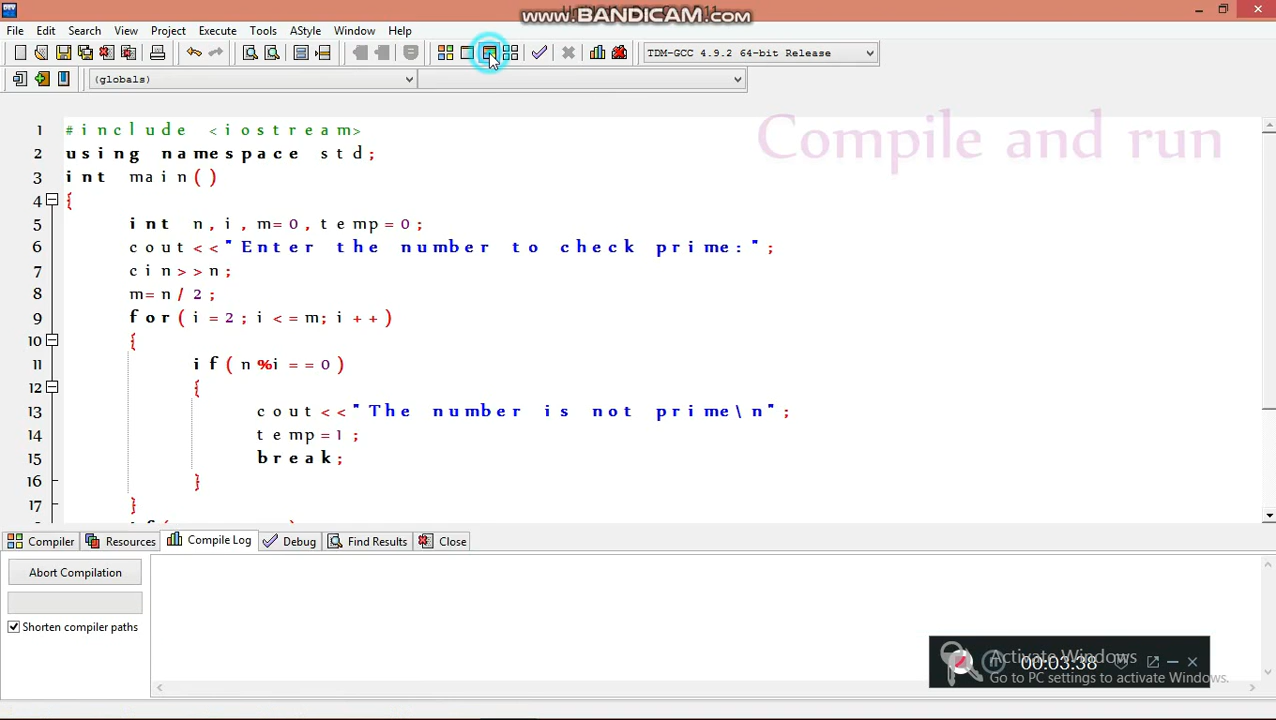 www.BANDICAM.com
File Edit Search View Project Execute Tools AStyle Window Help
TDM-GCC 4.9.2 64-bit Release
(globals)
Compile and run
1 #include <iostream>
2 using namespace std;
3 int main()
4 {
5 int n,i,m=0,temp=0;
6 cout<<"Enter the number to check prime:";
7 cin>>n;
8 m=n/2;
9 for(i=2;i<=m;i++)
10 {
11 if(n%i==0)
12 {
13 cout<<"The number is not prime\n";
14 temp=1;
15 break;
16 }
17 }
Compiler Resources Compile Log Debug Find Results Close
Abort Compilation
Shorten compiler paths
Activate Windows
00:03:38
Go to PC settings to activate Windows.